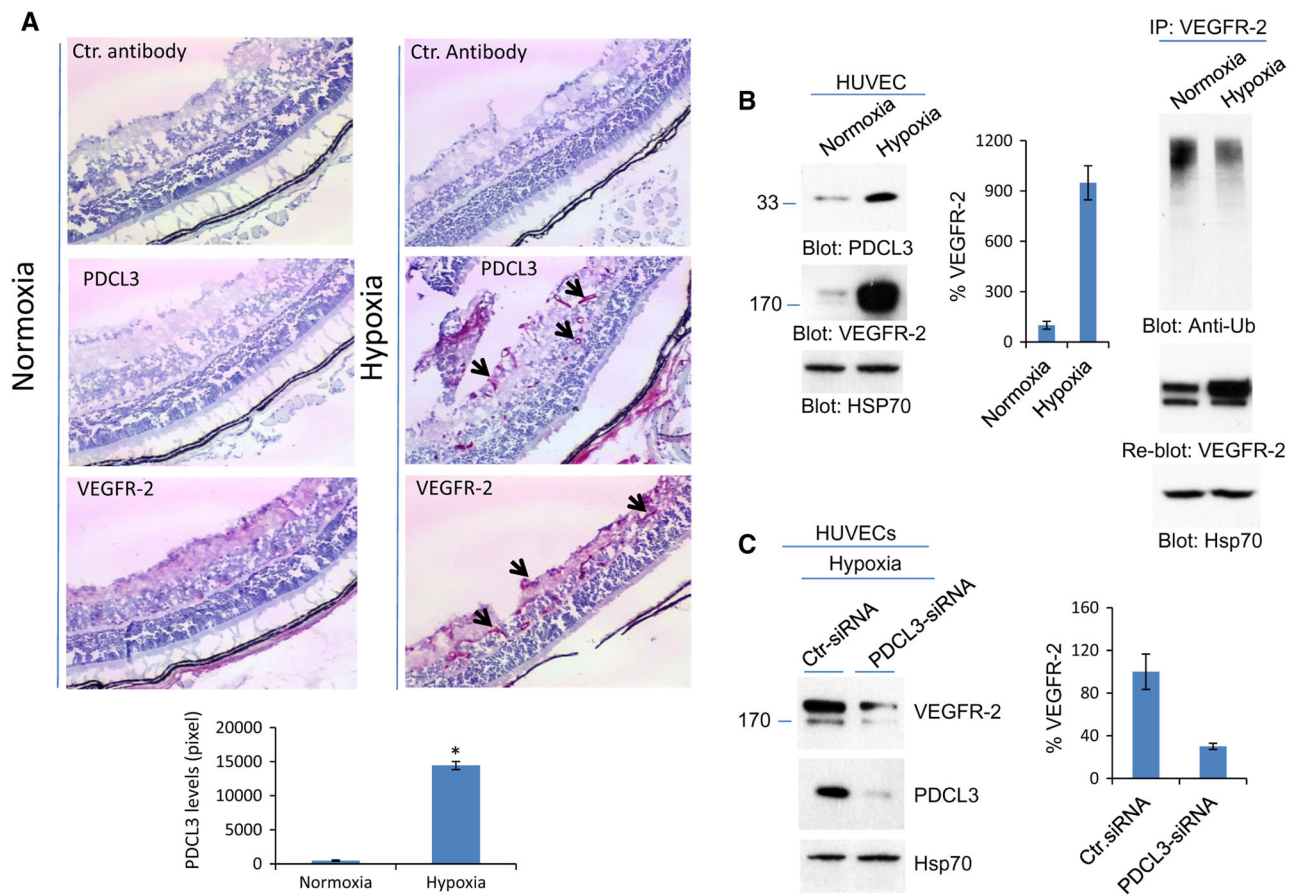 A
Normoxia
Ctr. antibody
PDCL3
VEGFR-2
Hypoxia
Ctr. Antibody
PDCL3
VEGFR-2
PDCL3 levels (pixel)
20000
15000
10000
5000
0
*
Normoxia
Hypoxia
B
HUVEC
Normoxia
Hypoxia
33
Blot: PDCL3
170
Blot: VEGFR-2
Blot: HSP70
% VEGFR-2
1200
900
600
300
0
Normoxia
Hypoxia
IP: VEGFR-2
Normoxia
Hypoxia
Blot: Anti-Ub
Re-blot: VEGFR-2
Blot: Hsp70
C
HUVECs
Hypoxia
Ctr-siRNA
PDCL3-siRNA
170
VEGFR-2
PDCL3
Hsp70
% VEGFR-2
160
120
80
40
0
Ctr.siRNA
PDCL3-siRNA